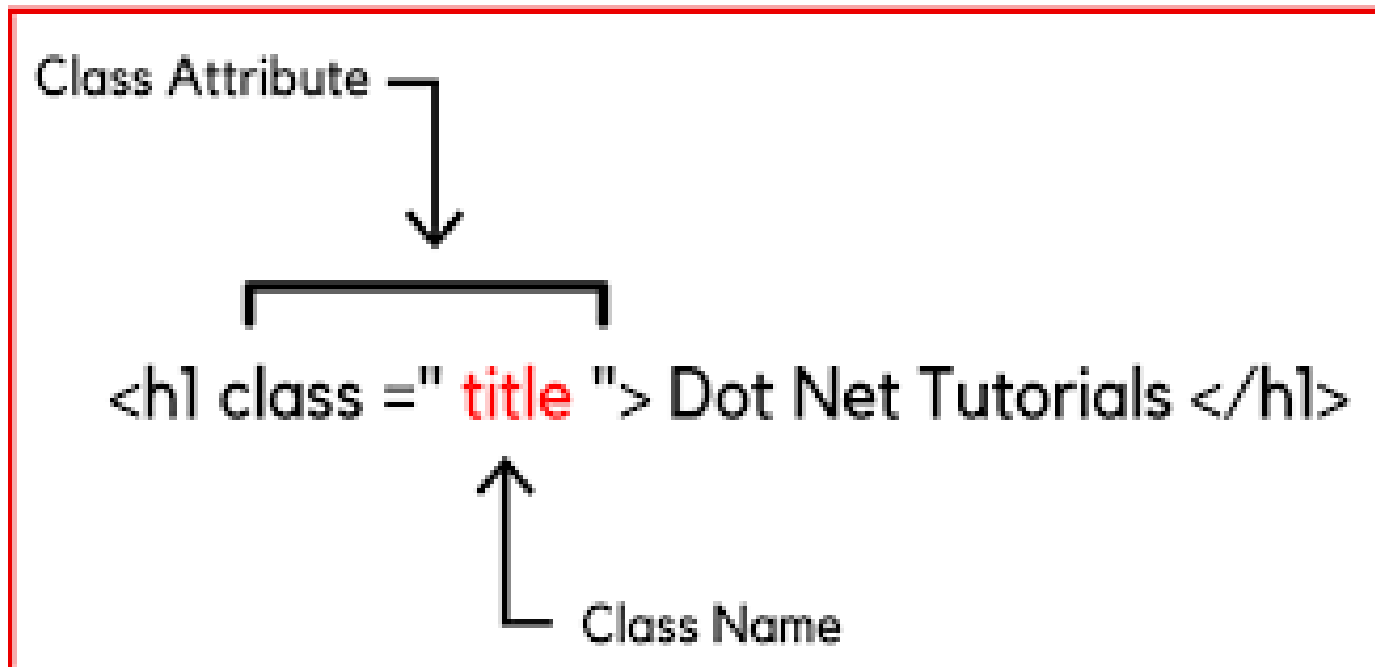 Class Attribute
<h1 class =" title "> Dot Net Tutorials </h1>
Class Name